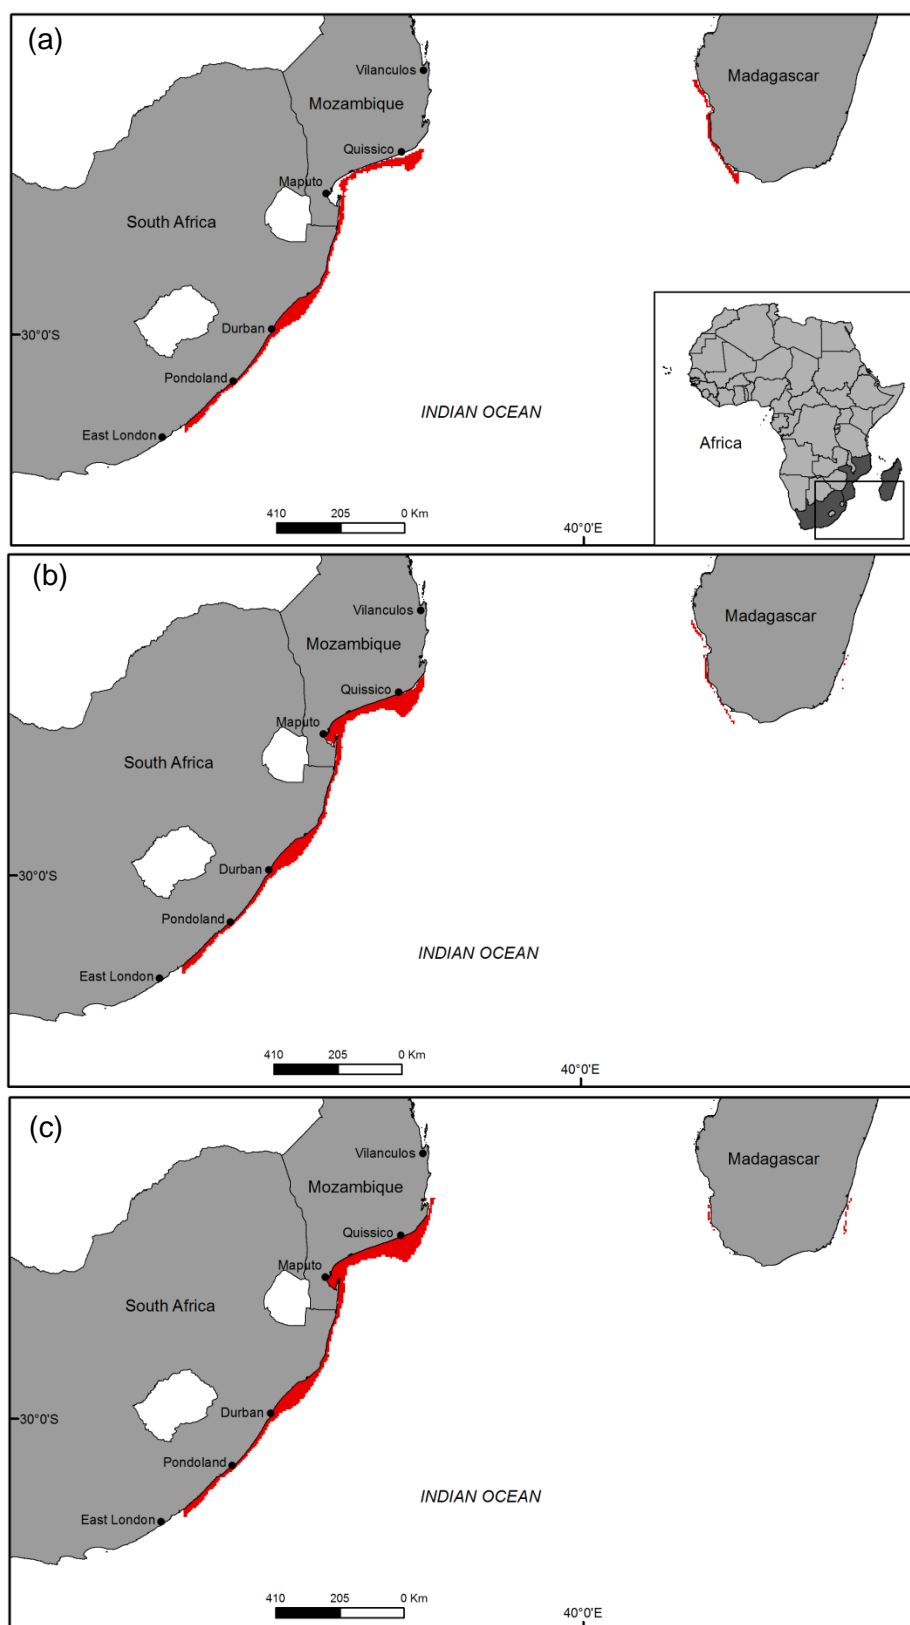 (a)
Vilanculos
Madagascar
Mozambique
Quissico
Maputo
South Africa
Durban
30°0'S
Pondoland
INDIAN OCEAN
East London
Africa
410 205 0 Km
40°0'E
(b)
Vilanculos
Madagascar
Mozambique
Quissico
Maputo
South Africa
Durban
30°0'S
Pondoland
INDIAN OCEAN
East London
410 205 0 Km
40°0'E
(c)
Vilanculos
Madagascar
Mozambique
Quissico
Maputo
South Africa
Durban
30°0'S
Pondoland
INDIAN OCEAN
East London
410 205 0 Km
40°0'E